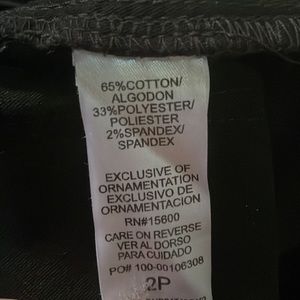 65%COTTON/
ALGODON
33%POLYESTER/
POLIESTER
2%SPANDEX/
SPANDEX
EXCLUSIVE OF
ORNAMENTATION
EXCLUSIVO DE
ORNAMENTACION
RN#15600
CARE ON REVERSE
VER AL DORSO
PARA CUIDADO
PO# 100-00106308
2P